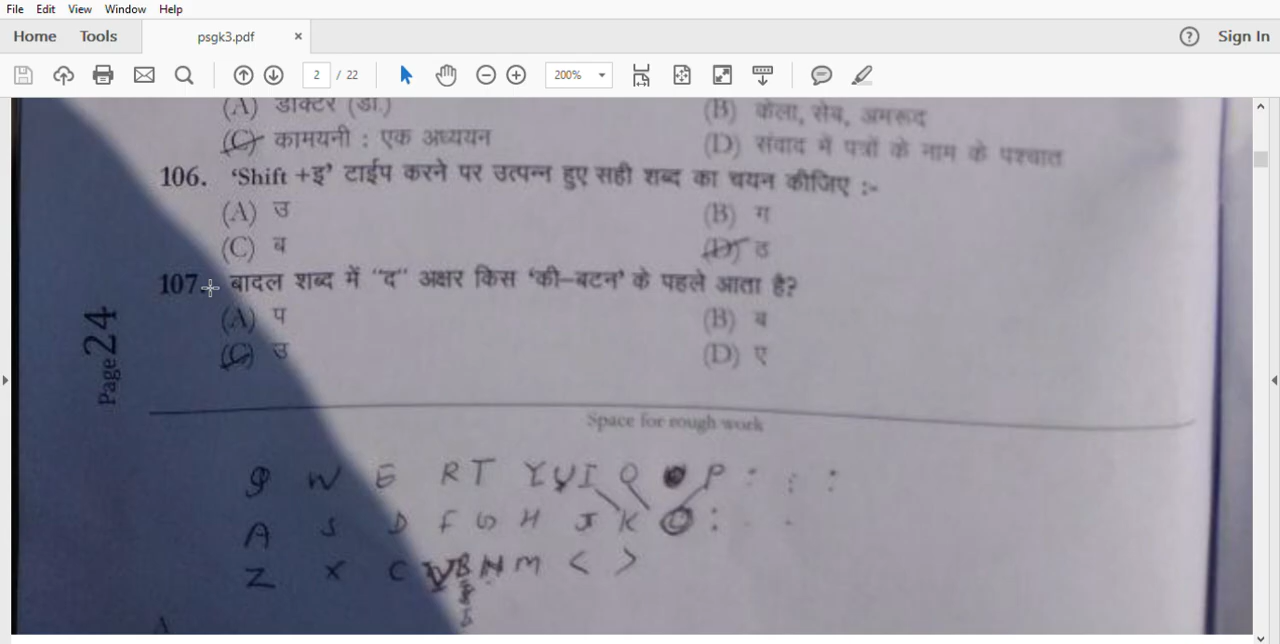 File Edit View Window Help
Home Tools psgk3.pdf × ? Sign In
2 / 22 200%
(A) डाक्टर (डा.) (B) केला, सेब, अमरूद
(C) कामयनी : एक अध्ययन (D) संवाद में पत्रों के नाम के पश्चात
106. ‘Shift +इ’ टाईप करने पर उत्पन्न हुए सही शब्द का चयन कीजिए :-
(A) उ (B) ग
(C) ब (D) ठ
107. बादल शब्द में “द” अक्षर किस ‘की–बटन’ के पहले आता है?
(A) प (B) ब
(C) उ (D) ए
Page 24
Space for rough work
W E R T Y U I O P : : :
A S D F G H J K : 
Z X C V B N M < >